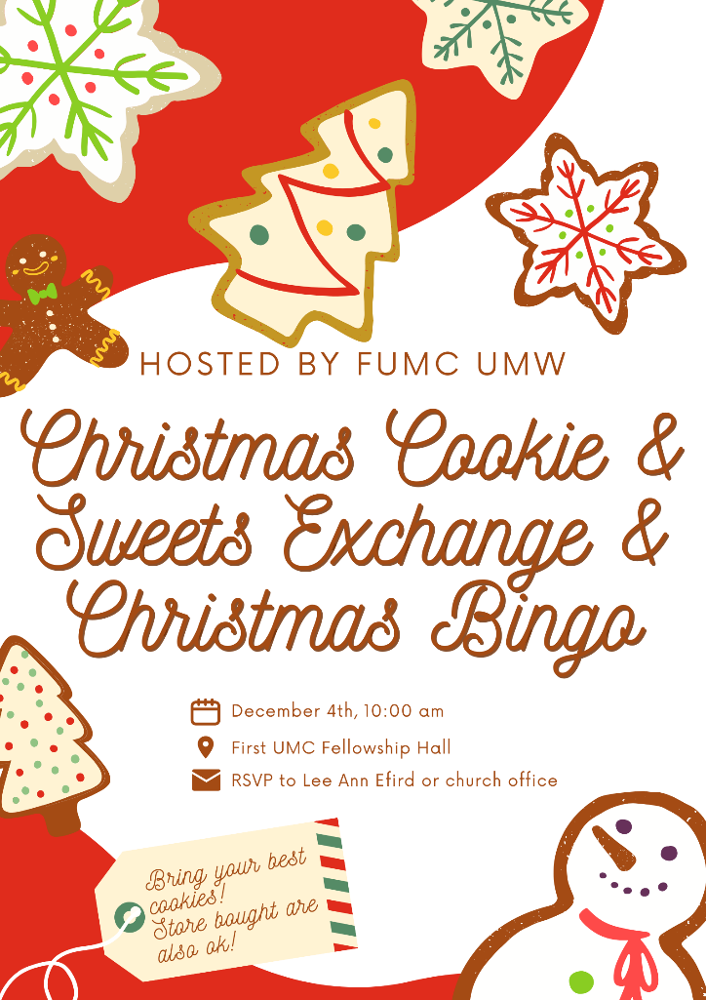 HOSTED BY FUMC UMW
Christmas Cookie &
Sweets Exchange &
Christmas Bingo
December 4th, 10:00 am
First UMC Fellowship Hall
RSVP to Lee Ann Efird or church office
Bring your best
cookies!
Store bought are
also ok!